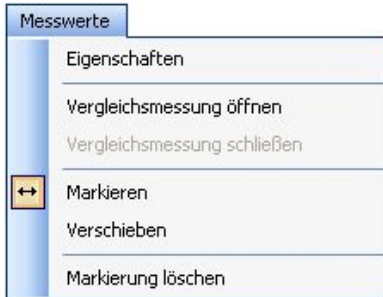 Messwerte
Eigenschaften
Vergleichsmessung öffnen
Vergleichsmessung schließen
Markieren
Verschieben
Markierung löschen